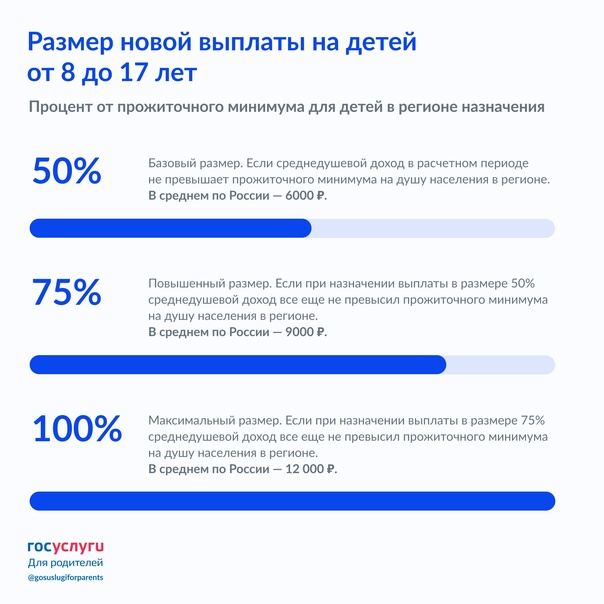 Размер новой выплаты на детей
от 8 до 17 лет
Процент от прожиточного минимума для детей в регионе назначения
50%
Базовый размер. Если среднедушевой доход в расчетном периоде
не превышает прожиточного минимума на душу населения в регионе.
В среднем по России — 6000 ₽.
75%
Повышенный размер. Если при назначении выплаты в размере 50%
среднедушевой доход все еще не превысил прожиточного минимума
на душу населения в регионе.
В среднем по России — 9000 ₽.
100%
Максимальный размер. Если при назначении выплаты в размере 75%
среднедушевой доход все еще не превысил прожиточного минимума
на душу населения в регионе.
В среднем по России — 12 000 ₽.
госуслуги
Для родителей
@gosuslugiforparents